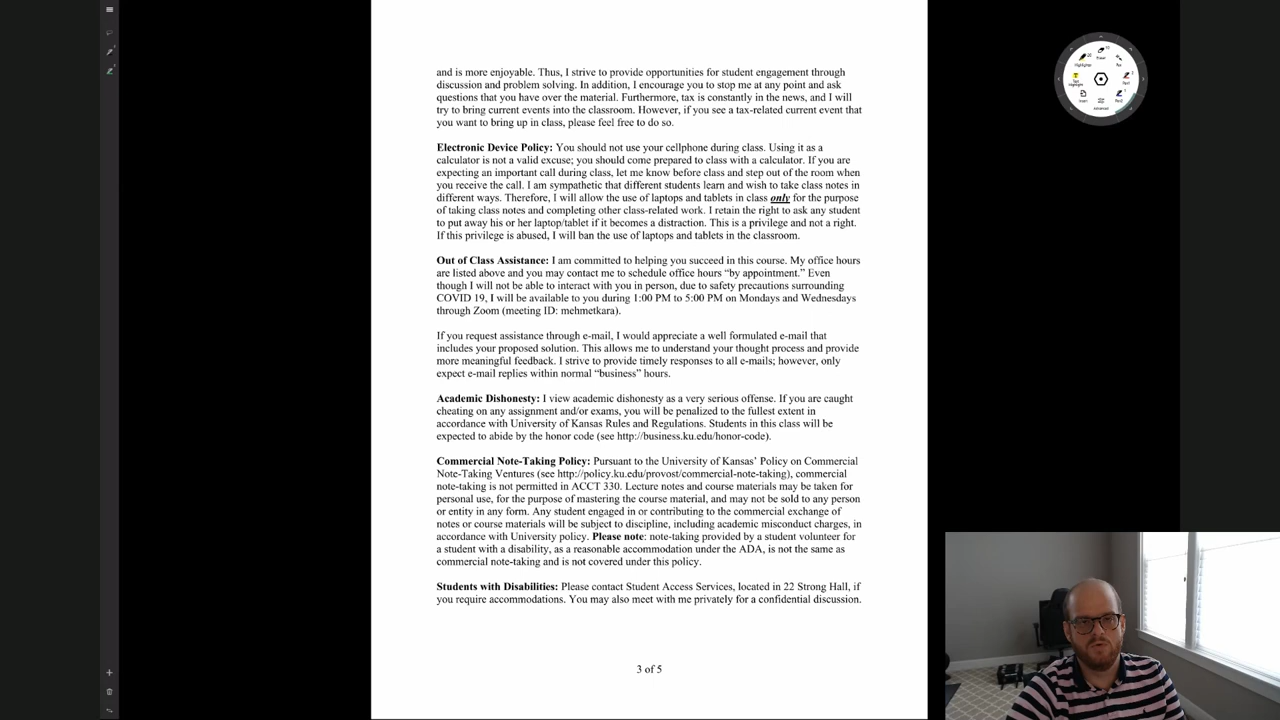 and is more enjoyable. Thus, I strive to provide opportunities for student engagement through
discussion and problem solving. In addition, I encourage you to stop me at any point and ask
questions that you have over the material. Furthermore, tax is constantly in the news, and I will
try to bring current events into the classroom. However, if you see a tax-related current event that
you want to bring up in class, please feel free to do so.
Electronic Device Policy: You should not use your cellphone during class. Using it as a
calculator is not a valid excuse; you should come prepared to class with a calculator. If you are
expecting an important call during class, let me know before class and step out of the room when
you receive the call. I am sympathetic that different students learn and wish to take class notes in
different ways. Therefore, I will allow the use of laptops and tablets in class only for the purpose
of taking class notes and completing other class-related work. I retain the right to ask any student
to put away his or her laptop/tablet if it becomes a distraction. This is a privilege and not a right.
If this privilege is abused, I will ban the use of laptops and tablets in the classroom.
Out of Class Assistance: I am committed to helping you succeed in this course. My office hours
are listed above and you may contact me to schedule office hours “by appointment.” Even
though I will not be able to interact with you in person, due to safety precautions surrounding
COVID 19, I will be available to you during 1:00 PM to 5:00 PM on Mondays and Wednesdays
through Zoom (meeting ID: mehmetkara).
If you request assistance through e-mail, I would appreciate a well formulated e-mail that
includes your proposed solution. This allows me to understand your thought process and provide
more meaningful feedback. I strive to provide timely responses to all e-mails; however, only
expect e-mail replies within normal “business” hours.
Academic Dishonesty: I view academic dishonesty as a very serious offense. If you are caught
cheating on any assignment and/or exams, you will be penalized to the fullest extent in
accordance with University of Kansas Rules and Regulations. Students in this class will be
expected to abide by the honor code (see http://business.ku.edu/honor-code).
Commercial Note-Taking Policy: Pursuant to the University of Kansas’ Policy on Commercial
Note-Taking Ventures (see http://policy.ku.edu/provost/commercial-note-taking), commercial
note-taking is not permitted in ACCT 330. Lecture notes and course materials may be taken for
personal use, for the purpose of mastering the course material, and may not be sold to any person
or entity in any form. Any student engaged in or contributing to the commercial exchange of
notes or course materials will be subject to discipline, including academic misconduct charges, in
accordance with University policy. Please note: note-taking provided by a student volunteer for
a student with a disability, as a reasonable accommodation under the ADA, is not the same as
commercial note-taking and is not covered under this policy.
Students with Disabilities: Please contact Student Access Services, located in 22 Strong Hall, if
you require accommodations. You may also meet with me privately for a confidential discussion.
3 of 5